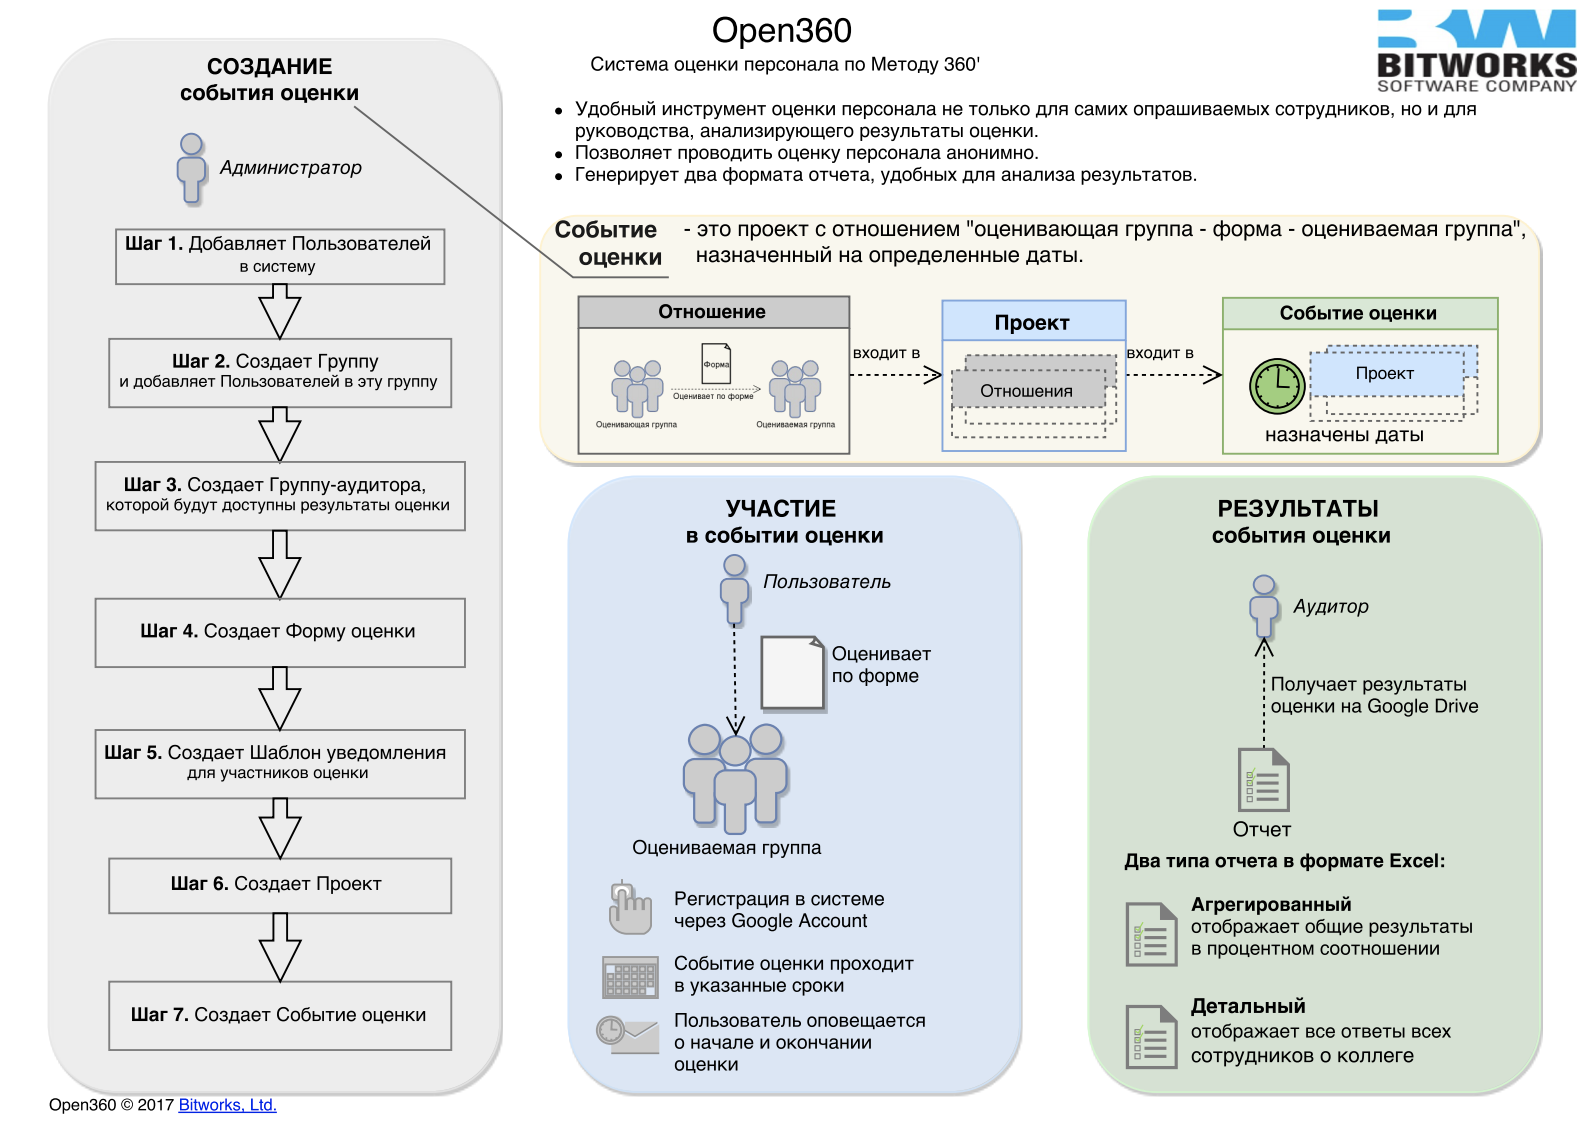 Open360
Система оценки персонала по Методу 360'
BITWORKS
SOFTWARE COMPANY
• Удобный инструмент оценки персонала не только для самих опрашиваемых сотрудников, но и для
руководства, анализирующего результаты оценки.
• Позволяет проводить оценку персонала анонимно.
• Генерирует два формата отчета, удобных для анализа результатов.
СОЗДАНИЕ
события оценки
Администратор
Шаг 1. Добавляет Пользователей
в систему
Шаг 2. Создает Группу
и добавляет Пользователей в эту группу
Шаг 3. Создает Группу-аудитора,
которой будут доступны результаты оценки
Шаг 4. Создает Форму оценки
Шаг 5. Создает Шаблон уведомления
для участников оценки
Шаг 6. Создает Проект
Шаг 7. Создает Событие оценки
Событие - это проект с отношением "оценивающая группа - форма - оцениваемая группа",
оценки назначенный на определенные даты.
Отношение
Форма
Оценивает по форме
Оценивающая группа
Оцениваемая группа
входит в
Проект
Отношения
входит в
Событие оценки
Проект
назначены даты
УЧАСТИЕ
в событии оценки
Пользователь
Оценивает
по форме
Оцениваемая группа
Регистрация в системе
через Google Account
Событие оценки проходит
в указанные сроки
Пользователь оповещается
о начале и окончании
оценки
РЕЗУЛЬТАТЫ
события оценки
Аудитор
Получает результаты
оценки на Google Drive
Отчет
Два типа отчета в формате Excel:
Агрегированный
отображает общие результаты
в процентном соотношении
Детальный
отображает все ответы всех
сотрудников о коллеге
Open360 © 2017 Bitworks, Ltd.